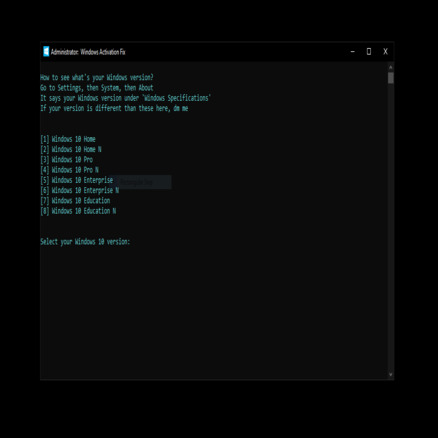 Administrator: Windows Activation Fix
How to see what's your Windows version?
Go to Settings, then System, then About
It says your Windows version under 'Windows Specifications'
If your version is different than these here, dm me
[1] Windows 10 Home
[2] Windows 10 Home N
[3] Windows 10 Pro
[4] Windows 10 Pro N
[5] Windows 10 Enterprise
[6] Windows 10 Enterprise N
[7] Windows 10 Education
[8] Windows 10 Education N
Select your Windows 10 version: